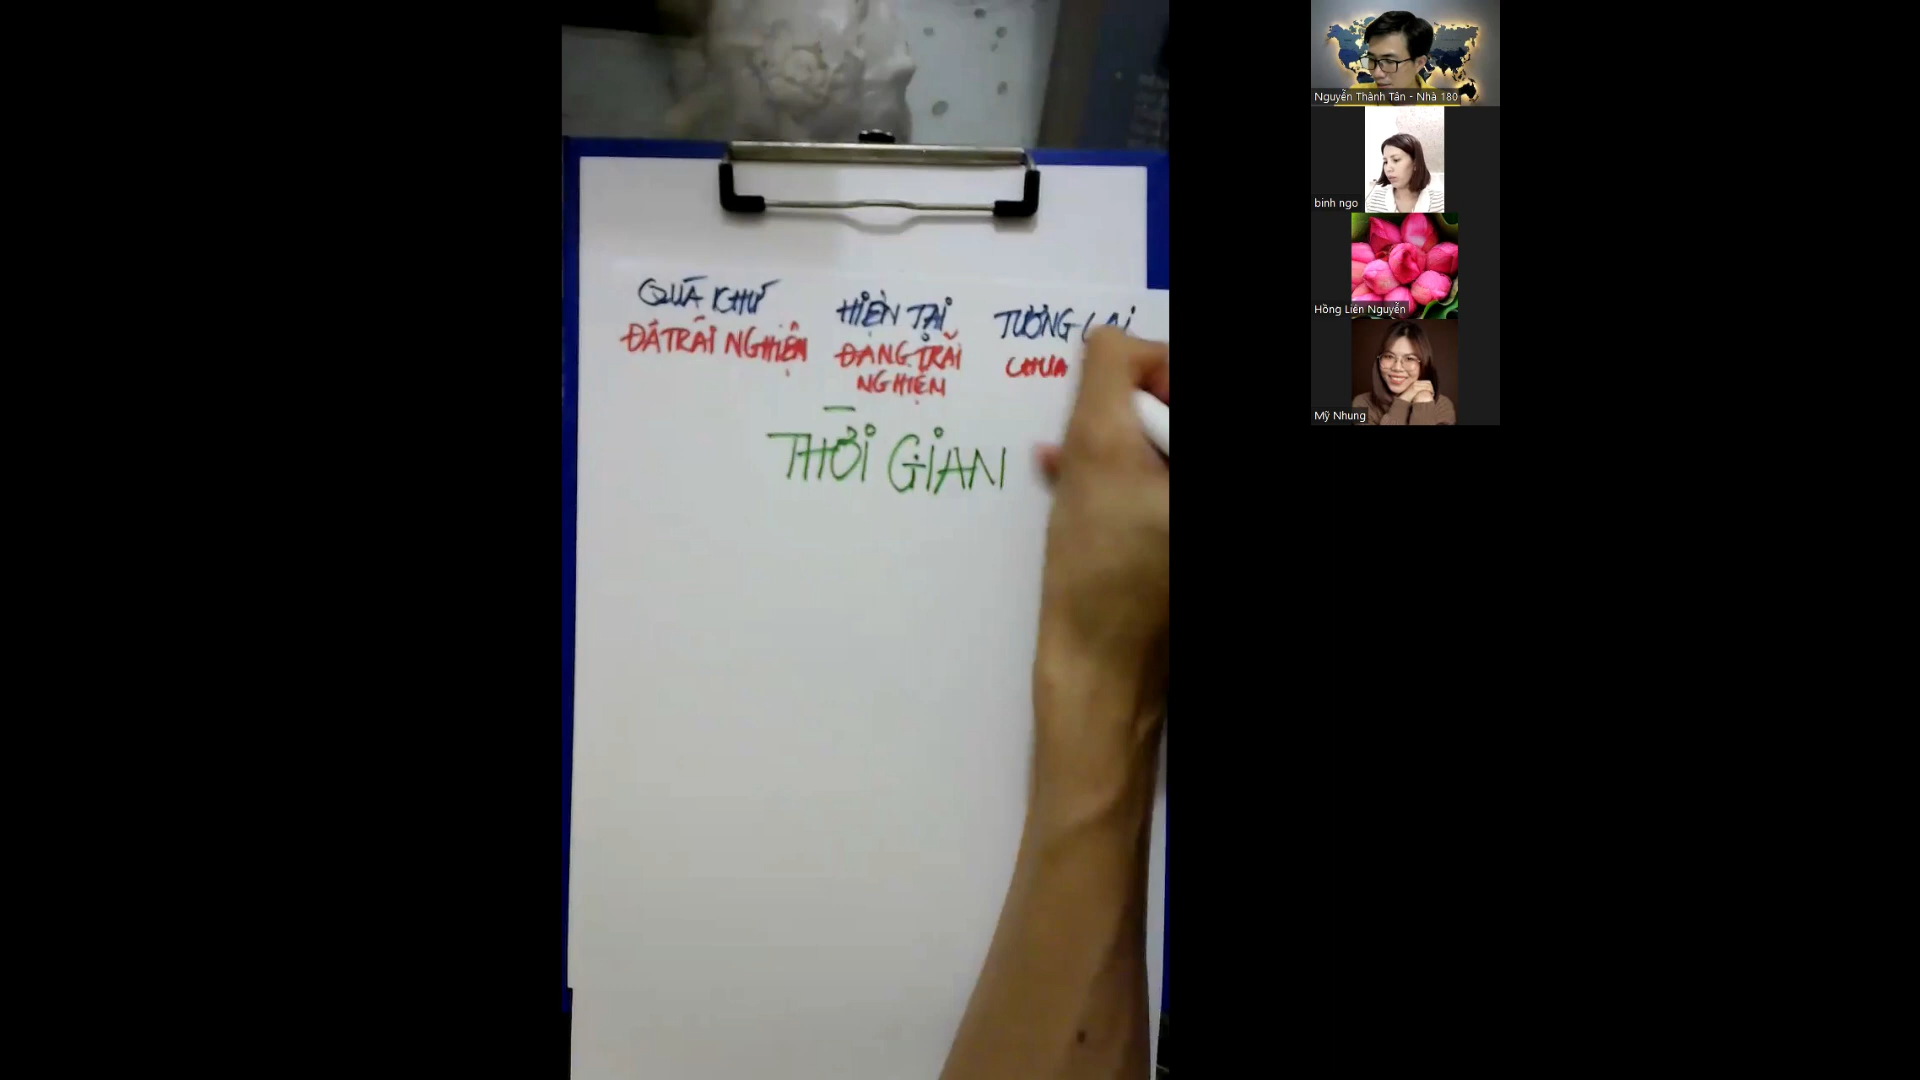 QUÁ KHỨ
ĐÃ TRẢI NGHIỆM
HIỆN TẠI
ĐANG TRẢI
NGHIỆM
TƯƠNG LAI
CHƯA
THỜI GIAN
Nguyễn Thành Tân - Nhà 180
binh ngo
Hồng Liên Nguyễn
Mỹ Nhung